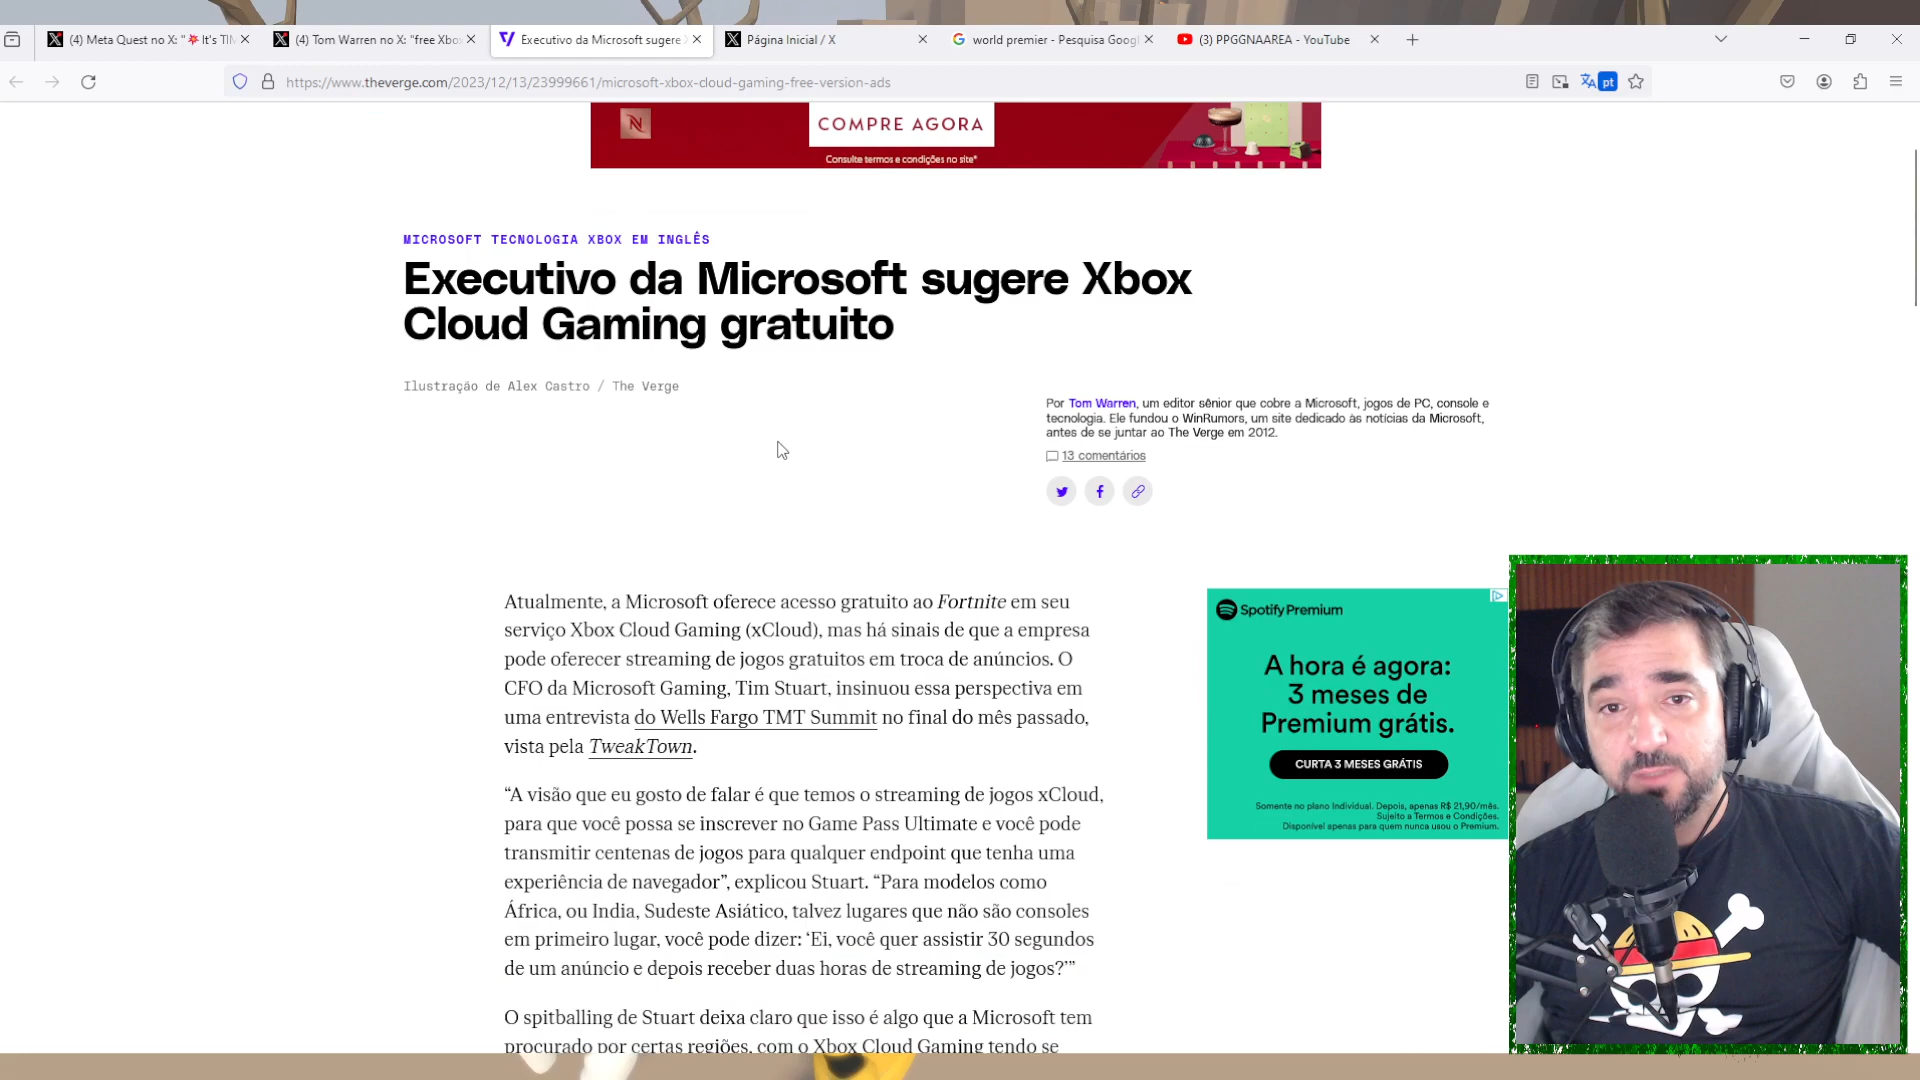 (4) Meta Quest no X: "💥 It's TIM
(4) Tom Warren no X: "free Xbo
Executivo da Microsoft sugere X
Página Inicial / X
world premier - Pesquisa Googl
(3) PPGGNAAREA - YouTube
https://www.theverge.com/2023/12/13/23999661/microsoft-xbox-cloud-gaming-free-version-ads
pt
N
COMPRE AGORA
Consulte termos e condições no site*
MICROSOFT TECNOLOGIA XBOX EM INGLÊS
Executivo da Microsoft sugere Xbox
Cloud Gaming gratuito
Ilustração de Alex Castro / The Verge
Por Tom Warren, um editor sênior que cobre a Microsoft, jogos de PC, console e
tecnologia. Ele fundou o WinRumors, um site dedicado às notícias da Microsoft,
antes de se juntar ao The Verge em 2012.
13 comentários
Atualmente, a Microsoft oferece acesso gratuito ao Fortnite em seu
serviço Xbox Cloud Gaming (xCloud), mas há sinais de que a empresa
pode oferecer streaming de jogos gratuitos em troca de anúncios. O
CFO da Microsoft Gaming, Tim Stuart, insinuou essa perspectiva em
uma entrevista do Wells Fargo TMT Summit no final do mês passado,
vista pela TweakTown.
“A visão que eu gosto de falar é que temos o streaming de jogos xCloud,
para que você possa se inscrever no Game Pass Ultimate e você pode
transmitir centenas de jogos para qualquer endpoint que tenha uma
experiência de navegador”, explicou Stuart. “Para modelos como
África, ou India, Sudeste Asiático, talvez lugares que não são consoles
em primeiro lugar, você pode dizer: ‘Ei, você quer assistir 30 segundos
de um anúncio e depois receber duas horas de streaming de jogos?’”
O spitballing de Stuart deixa claro que isso é algo que a Microsoft tem
procurado por certas regiões, com o Xbox Cloud Gaming tendo se
Spotify Premium
A hora é agora:
3 meses de
Premium grátis.
CURTA 3 MESES GRÁTIS
Somente no plano Individual. Depois, apenas R$ 21,90/mês.
Sujeito a Termos e Condições.
Disponível apenas para quem nunca usou o Premium.